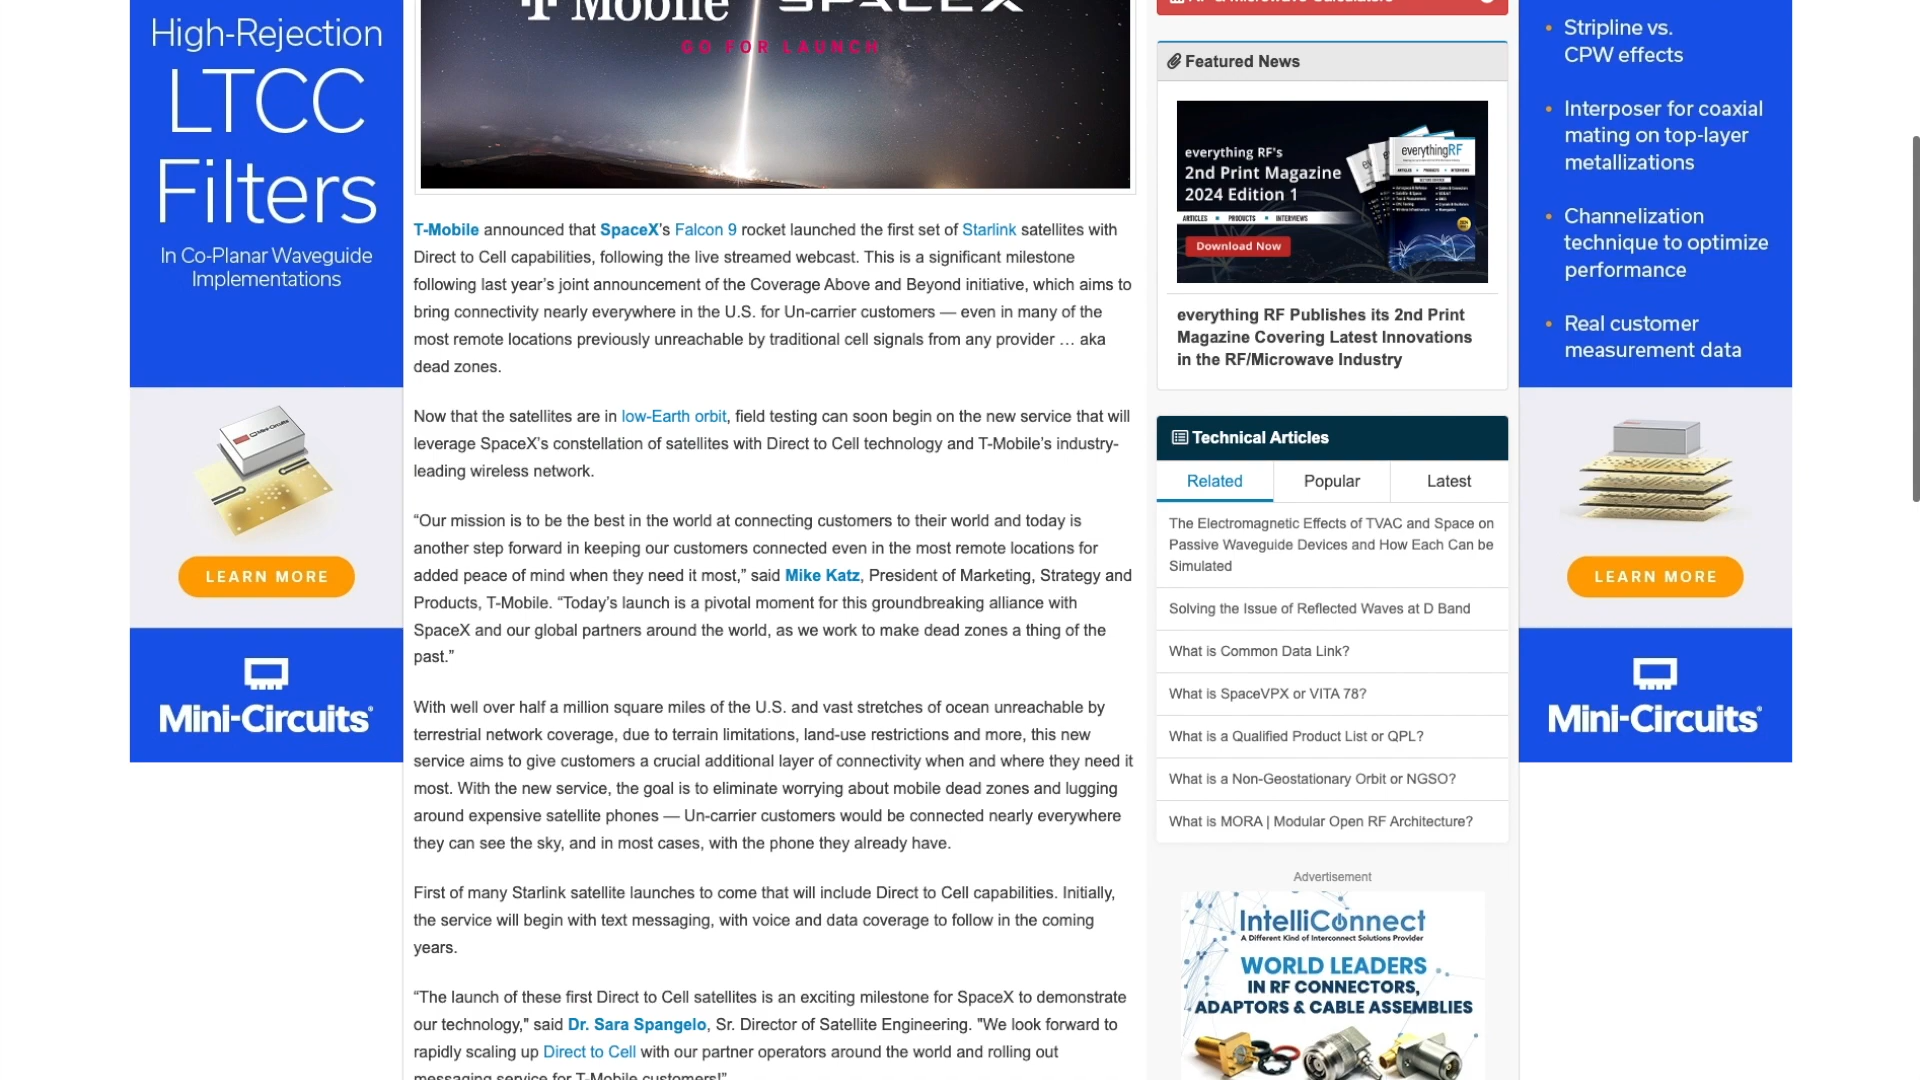 High-Rejection
LTCC
Filters
In Co-Planar Waveguide
Implementations
LEARN MORE
Mini-Circuits
T Mobile SPACEX
GO FOR LAUNCH
T-Mobile announced that SpaceX's Falcon 9 rocket launched the first set of Starlink satellites with
Direct to Cell capabilities, following the live streamed webcast. This is a significant milestone
following last year’s joint announcement of the Coverage Above and Beyond initiative, which aims to
bring connectivity nearly everywhere in the U.S. for Un-carrier customers — even in many of the
most remote locations previously unreachable by traditional cell signals from any provider … aka
dead zones.
Now that the satellites are in low-Earth orbit, field testing can soon begin on the new service that will
leverage SpaceX’s constellation of satellites with Direct to Cell technology and T-Mobile’s industry-
leading wireless network.
“Our mission is to be the best in the world at connecting customers to their world and today is
another step forward in keeping our customers connected even in the most remote locations for
added peace of mind when they need it most,” said Mike Katz, President of Marketing, Strategy and
Products, T-Mobile. “Today’s launch is a pivotal moment for this groundbreaking alliance with
SpaceX and our global partners around the world, as we work to make dead zones a thing of the
past.”
With well over half a million square miles of the U.S. and vast stretches of ocean unreachable by
terrestrial network coverage, due to terrain limitations, land-use restrictions and more, this new
service aims to give customers a crucial additional layer of connectivity when and where they need it
most. With the new service, the goal is to eliminate worrying about mobile dead zones and lugging
around expensive satellite phones — Un-carrier customers would be connected nearly everywhere
they can see the sky, and in most cases, with the phone they already have.
First of many Starlink satellite launches to come that will include Direct to Cell capabilities. Initially,
the service will begin with text messaging, with voice and data coverage to follow in the coming
years.
“The launch of these first Direct to Cell satellites is an exciting milestone for SpaceX to demonstrate
our technology," said Dr. Sara Spangelo, Sr. Director of Satellite Engineering. "We look forward to
rapidly scaling up Direct to Cell with our partner operators around the world and rolling out
messaging service for T-Mobile customers!”
Featured News
everything RF's
2nd Print Magazine
2024 Edition 1
ARTICLES • PRODUCTS • INTERVIEWS
Download Now
everythingRF
everything RF Publishes its 2nd Print
Magazine Covering Latest Innovations
in the RF/Microwave Industry
Technical Articles
Related Popular Latest
The Electromagnetic Effects of TVAC and Space on
Passive Waveguide Devices and How Each Can be
Simulated
Solving the Issue of Reflected Waves at D Band
What is Common Data Link?
What is SpaceVPX or VITA 78?
What is a Qualified Product List or QPL?
What is a Non-Geostationary Orbit or NGSO?
What is MORA | Modular Open RF Architecture?
Advertisement
IntelliConnect
A Different Kind of Interconnect Solutions Provider
WORLD LEADERS
IN RF CONNECTORS,
ADAPTORS & CABLE ASSEMBLIES
• Stripline vs.
CPW effects
• Interposer for coaxial
mating on top-layer
metallizations
• Channelization
technique to optimize
performance
• Real customer
measurement data
LEARN MORE
Mini-Circuits